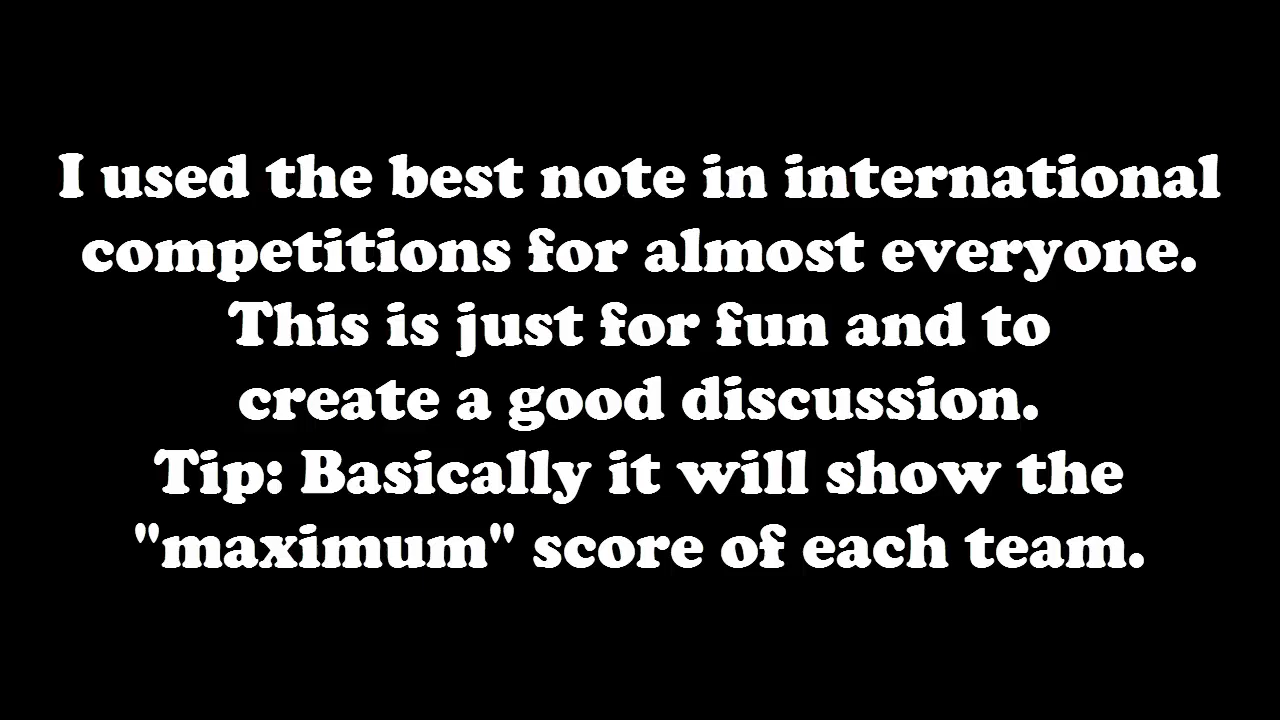 I used the best note in international
competitions for almost everyone.
This is just for fun and to
create a good discussion.
Tip: Basically it will show the
"maximum" score of each team.